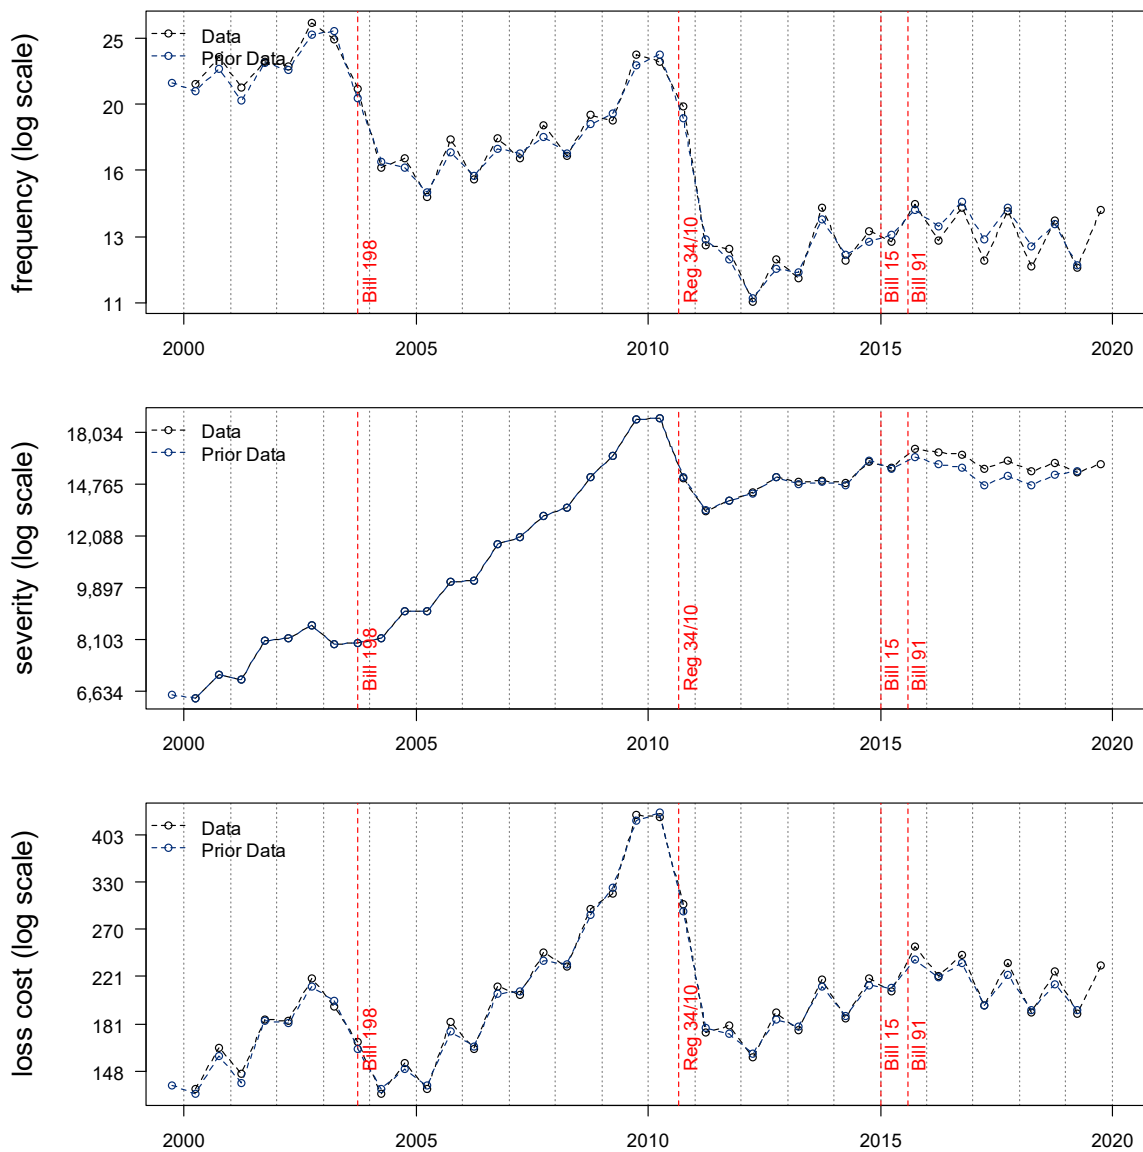 frequency (log scale)
25
20
16
13
11
Data
Prior Data
Bill 198
Reg 34/10
Bill 15
Bill 91
2000
2005
2010
2015
2020
severity (log scale)
18,034
14,765
12,088
9,897
8,103
6,634
Data
Prior Data
Bill 198
Reg 34/10
Bill 15
Bill 91
2000
2005
2010
2015
2020
loss cost (log scale)
403
330
270
221
181
148
Data
Prior Data
Bill 198
Reg 34/10
Bill 15
Bill 91
2000
2005
2010
2015
2020